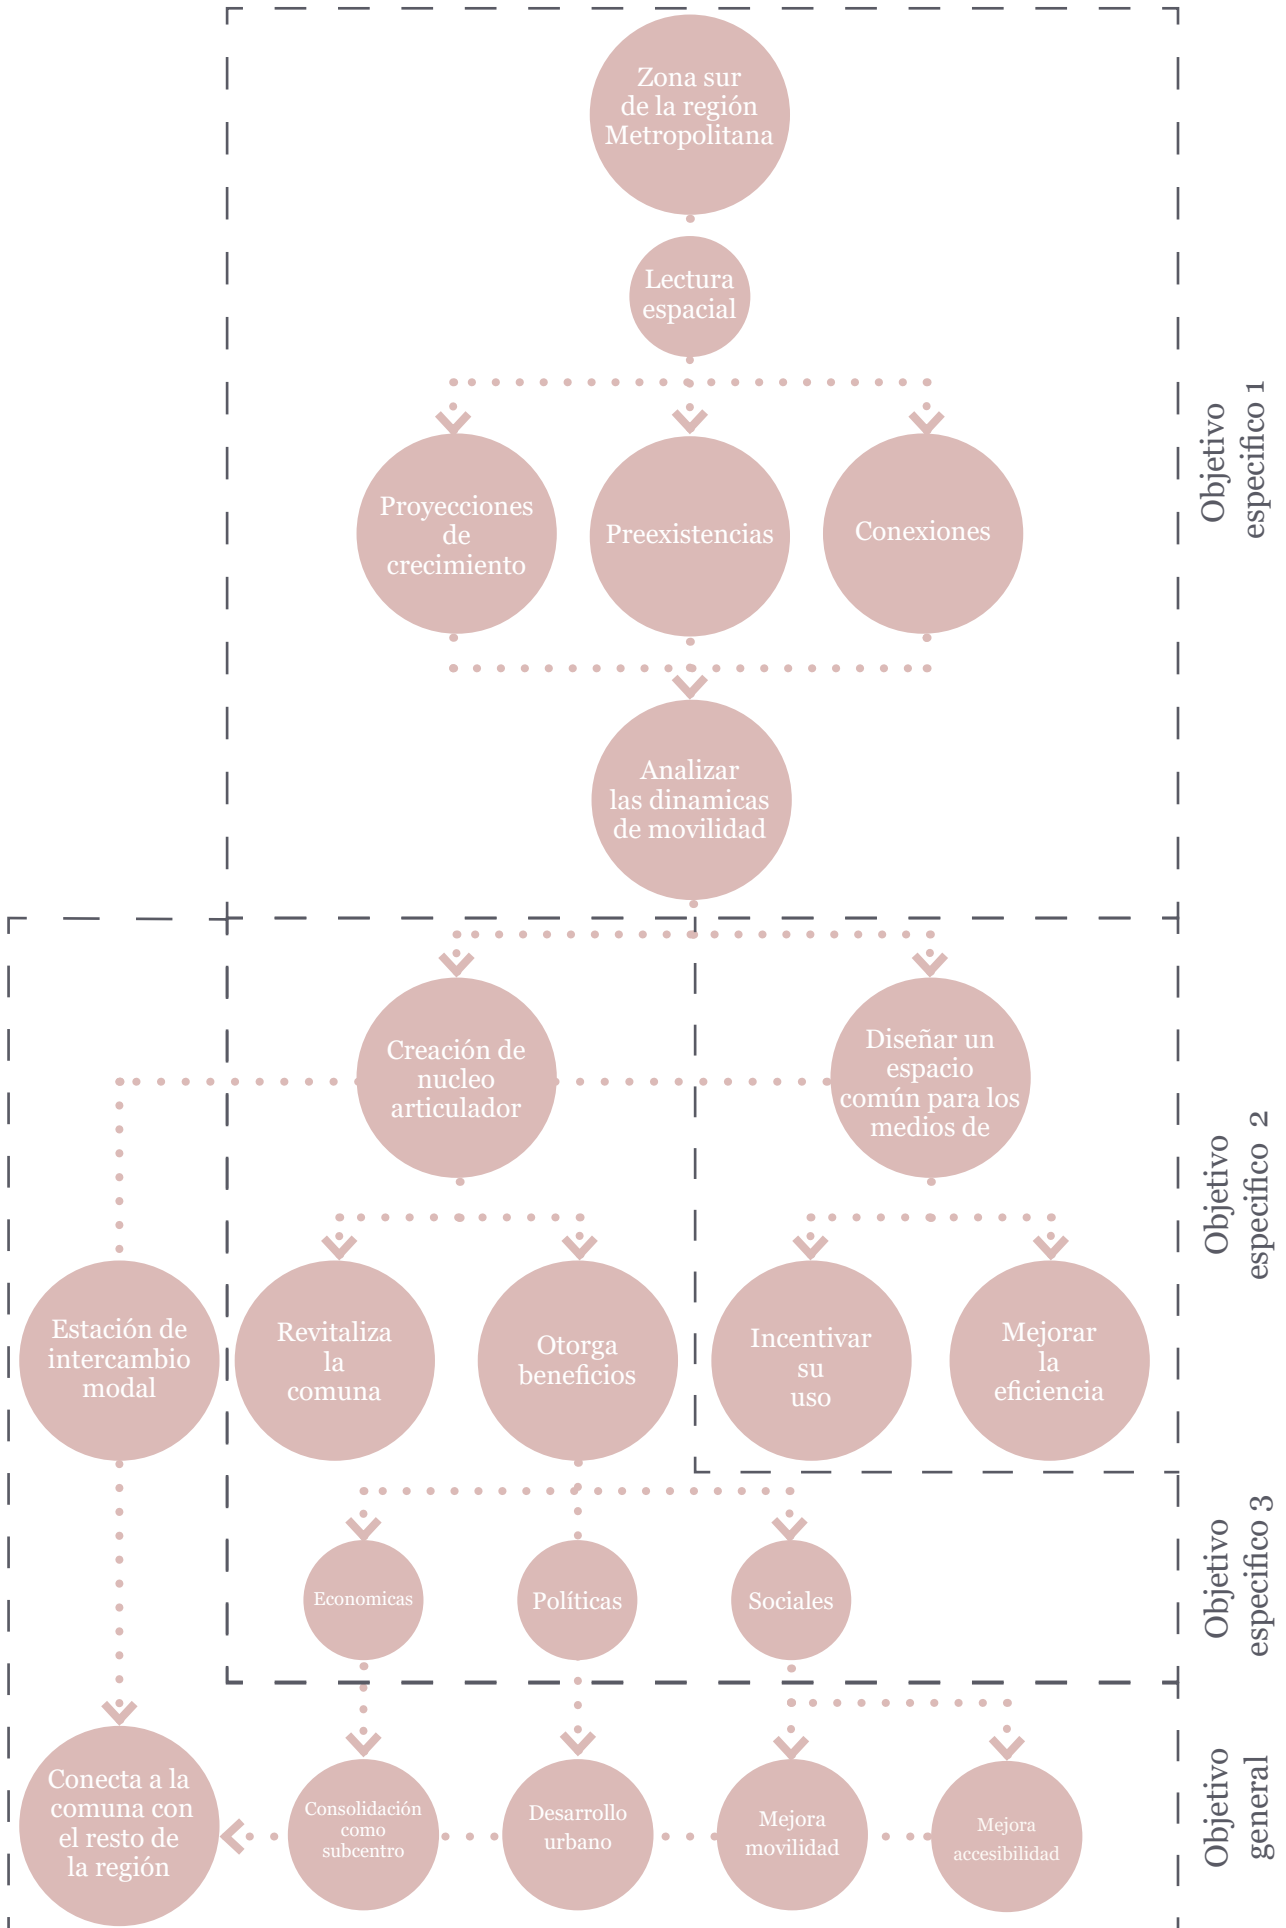 Zona sur
de la región
Metropolitana
Lectura
espacial
Proyecciones
de
crecimiento
Preexistencias
Conexiones
Analizar
las dinamicas
de movilidad
Objetivo
especifico 1
Creación de
nucleo
articulador
Diseñar un
espacio
común para los
medios de
Estación de
intercambio
modal
Revitaliza
la
comuna
Otorga
beneficios
Incentivar
su
uso
Mejorar
la
eficiencia
Objetivo
especifico 2
Economicas
Políticas
Sociales
Objetivo
especifico 3
Conecta a la
comuna con
el resto de
la región
Consolidación
como
subcentro
Desarrollo
urbano
Mejora
movilidad
Mejora
accesibilidad
Objetivo
general